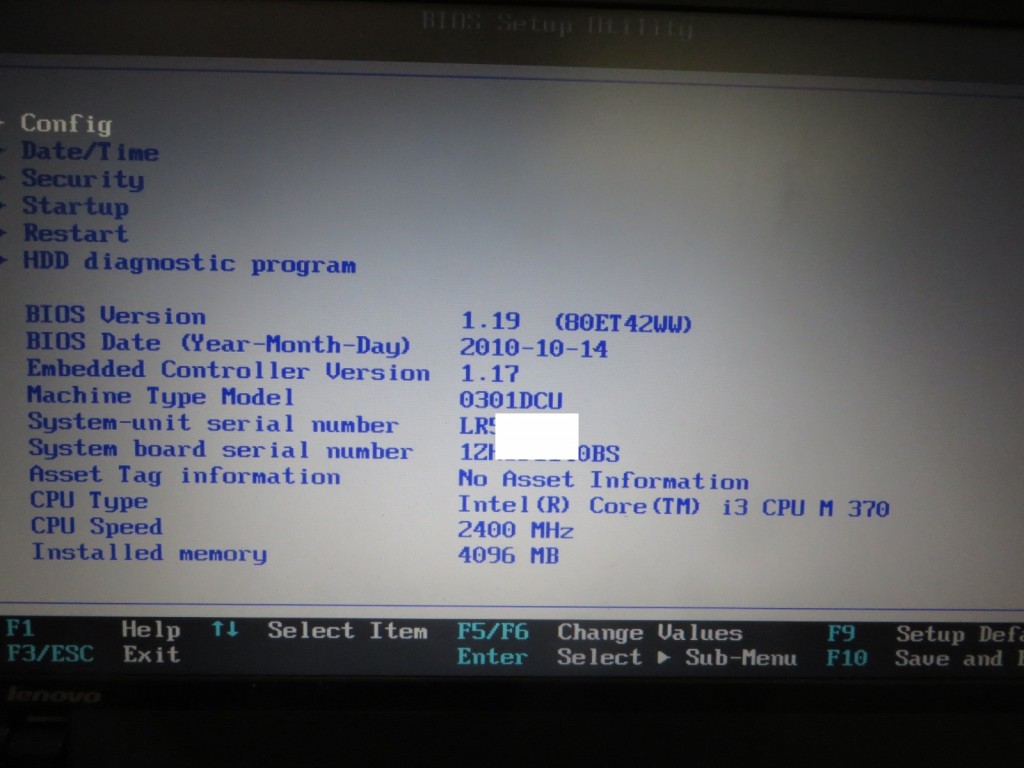 BIOS Setup Utility
Config
Date/Time
Security
Startup
Restart
HDD diagnostic program
BIOS Version 1.19 (80ET42WW)
BIOS Date (Year-Month-Day) 2010-10-14
Embedded Controller Version 1.17
Machine Type Model 0301DCU
System-unit serial number LR
System board serial number 1Z 0BS
Asset Tag information No Asset Information
CPU Type Intel(R) Core(TM) i3 CPU M 370
CPU Speed 2400 MHz
Installed memory 4096 MB
F1 Help ↑↓ Select Item F5/F6 Change Values F9 Setup
F3/ESC Exit Enter Select ▶ Sub-Menu F10 Save and
lenovo